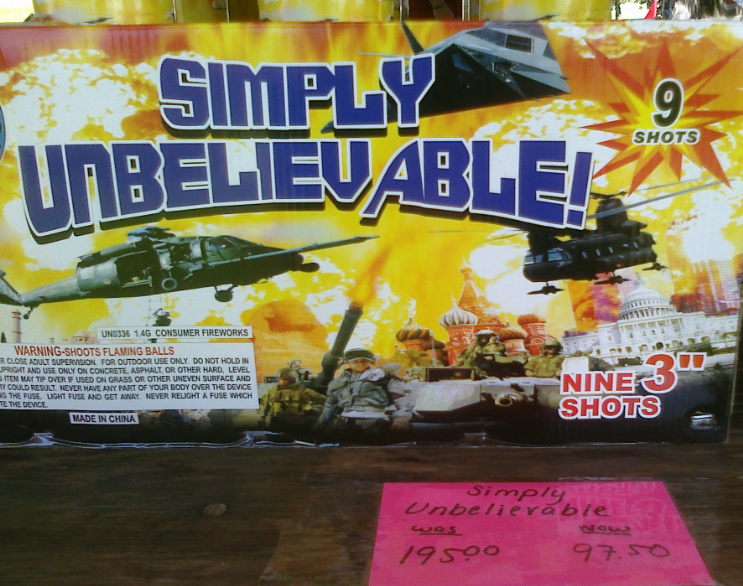 SIMPLY
UNBELIEVABLE!
9
SHOTS
UN0336 1.4G CONSUMER FIREWORKS
WARNING-SHOOTS FLAMING BALLS
R CLOSE ADULT SUPERVISION. FOR OUTDOOR USE ONLY. DO NOT HOLD IN
UPRIGHT AND USE ONLY ON CONCRETE, ASPHALT, OR OTHER HARD, LEVEL
ITEM MAY TIP OVER IF USED ON GRASS OR OTHER UNEVEN SURFACE AND
RY COULD RESULT. NEVER HAVE ANY PART OF YOUR BODY OVER THE DEVICE
NG THE FUSE. LIGHT FUSE AND GET AWAY. NEVER RELIGHT A FUSE WHICH
TE THE DEVICE.
MADE IN CHINA
NINE 3"
SHOTS
Simply
Unbelievable
was now
195.00 97.50